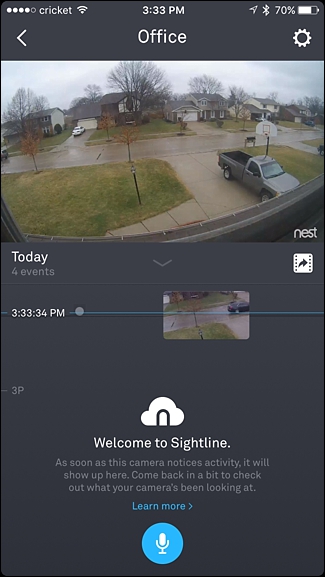 cricket 3:33 PM 70%
Office
nest
Today
4 events
3:33:34 PM
3P
Welcome to Sightline.
As soon as this camera notices activity, it will
show up here. Come back in a bit to check
out what your camera's been looking at.
Learn more >